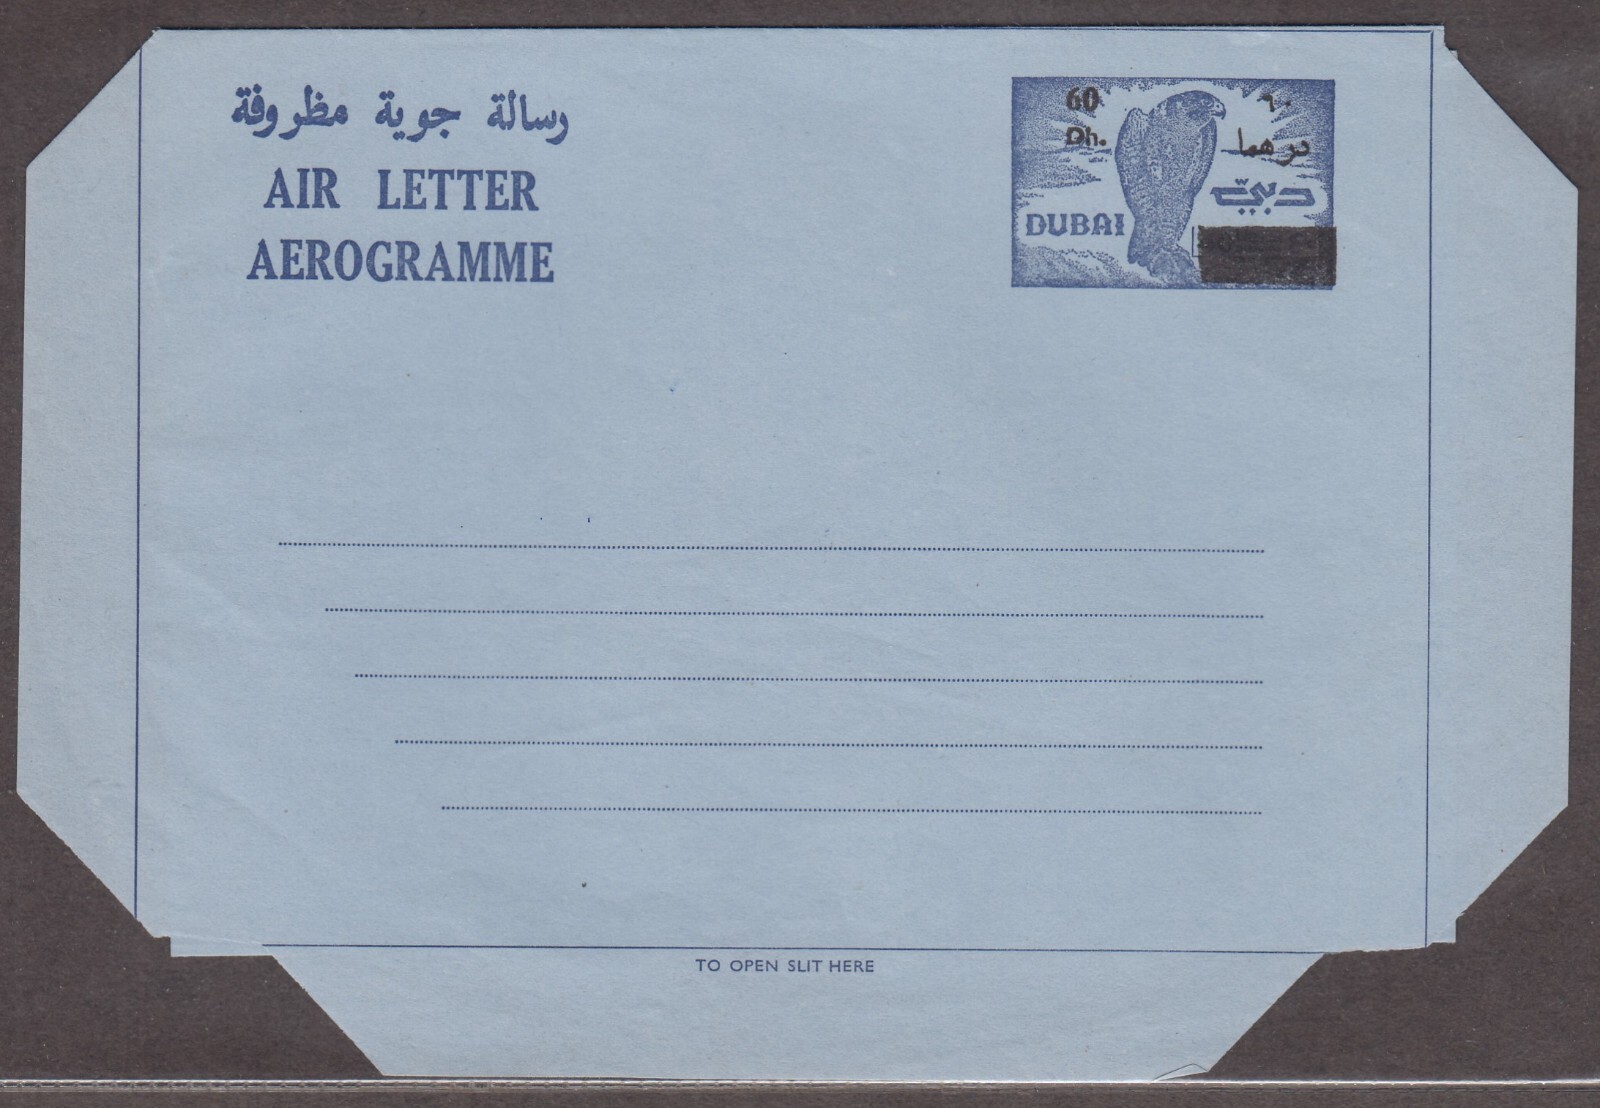 رسالة جوية مظروفة
AIR LETTER
AEROGRAMME
60 ٦٠
Dh. درهما
دبي
DUBAI
TO OPEN SLIT HERE